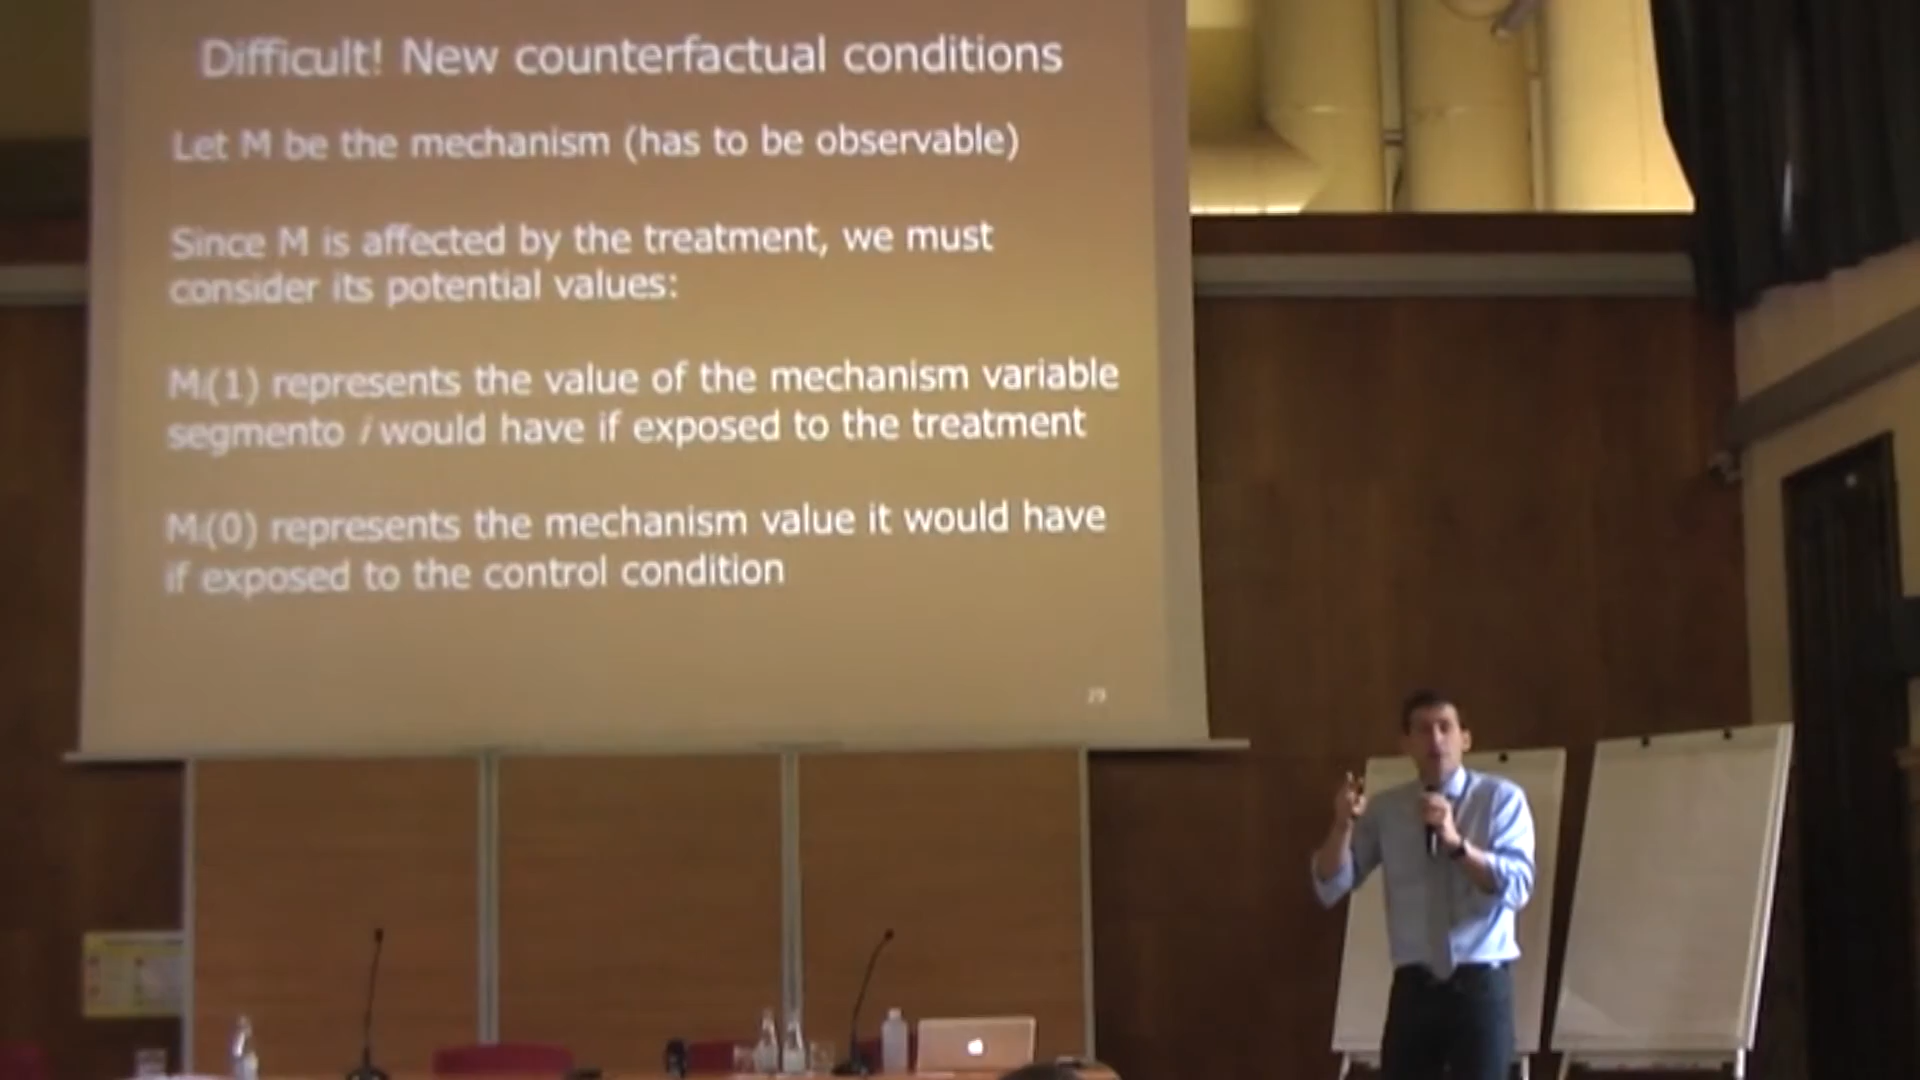 Difficult! New counterfactual conditions
Let M be the mechanism (has to be observable)
Since M is affected by the treatment, we must
consider its potential values:
Mi(1) represents the value of the mechanism variable
segmento i would have if exposed to the treatment
Mi(0) represents the mechanism value it would have
if exposed to the control condition
29